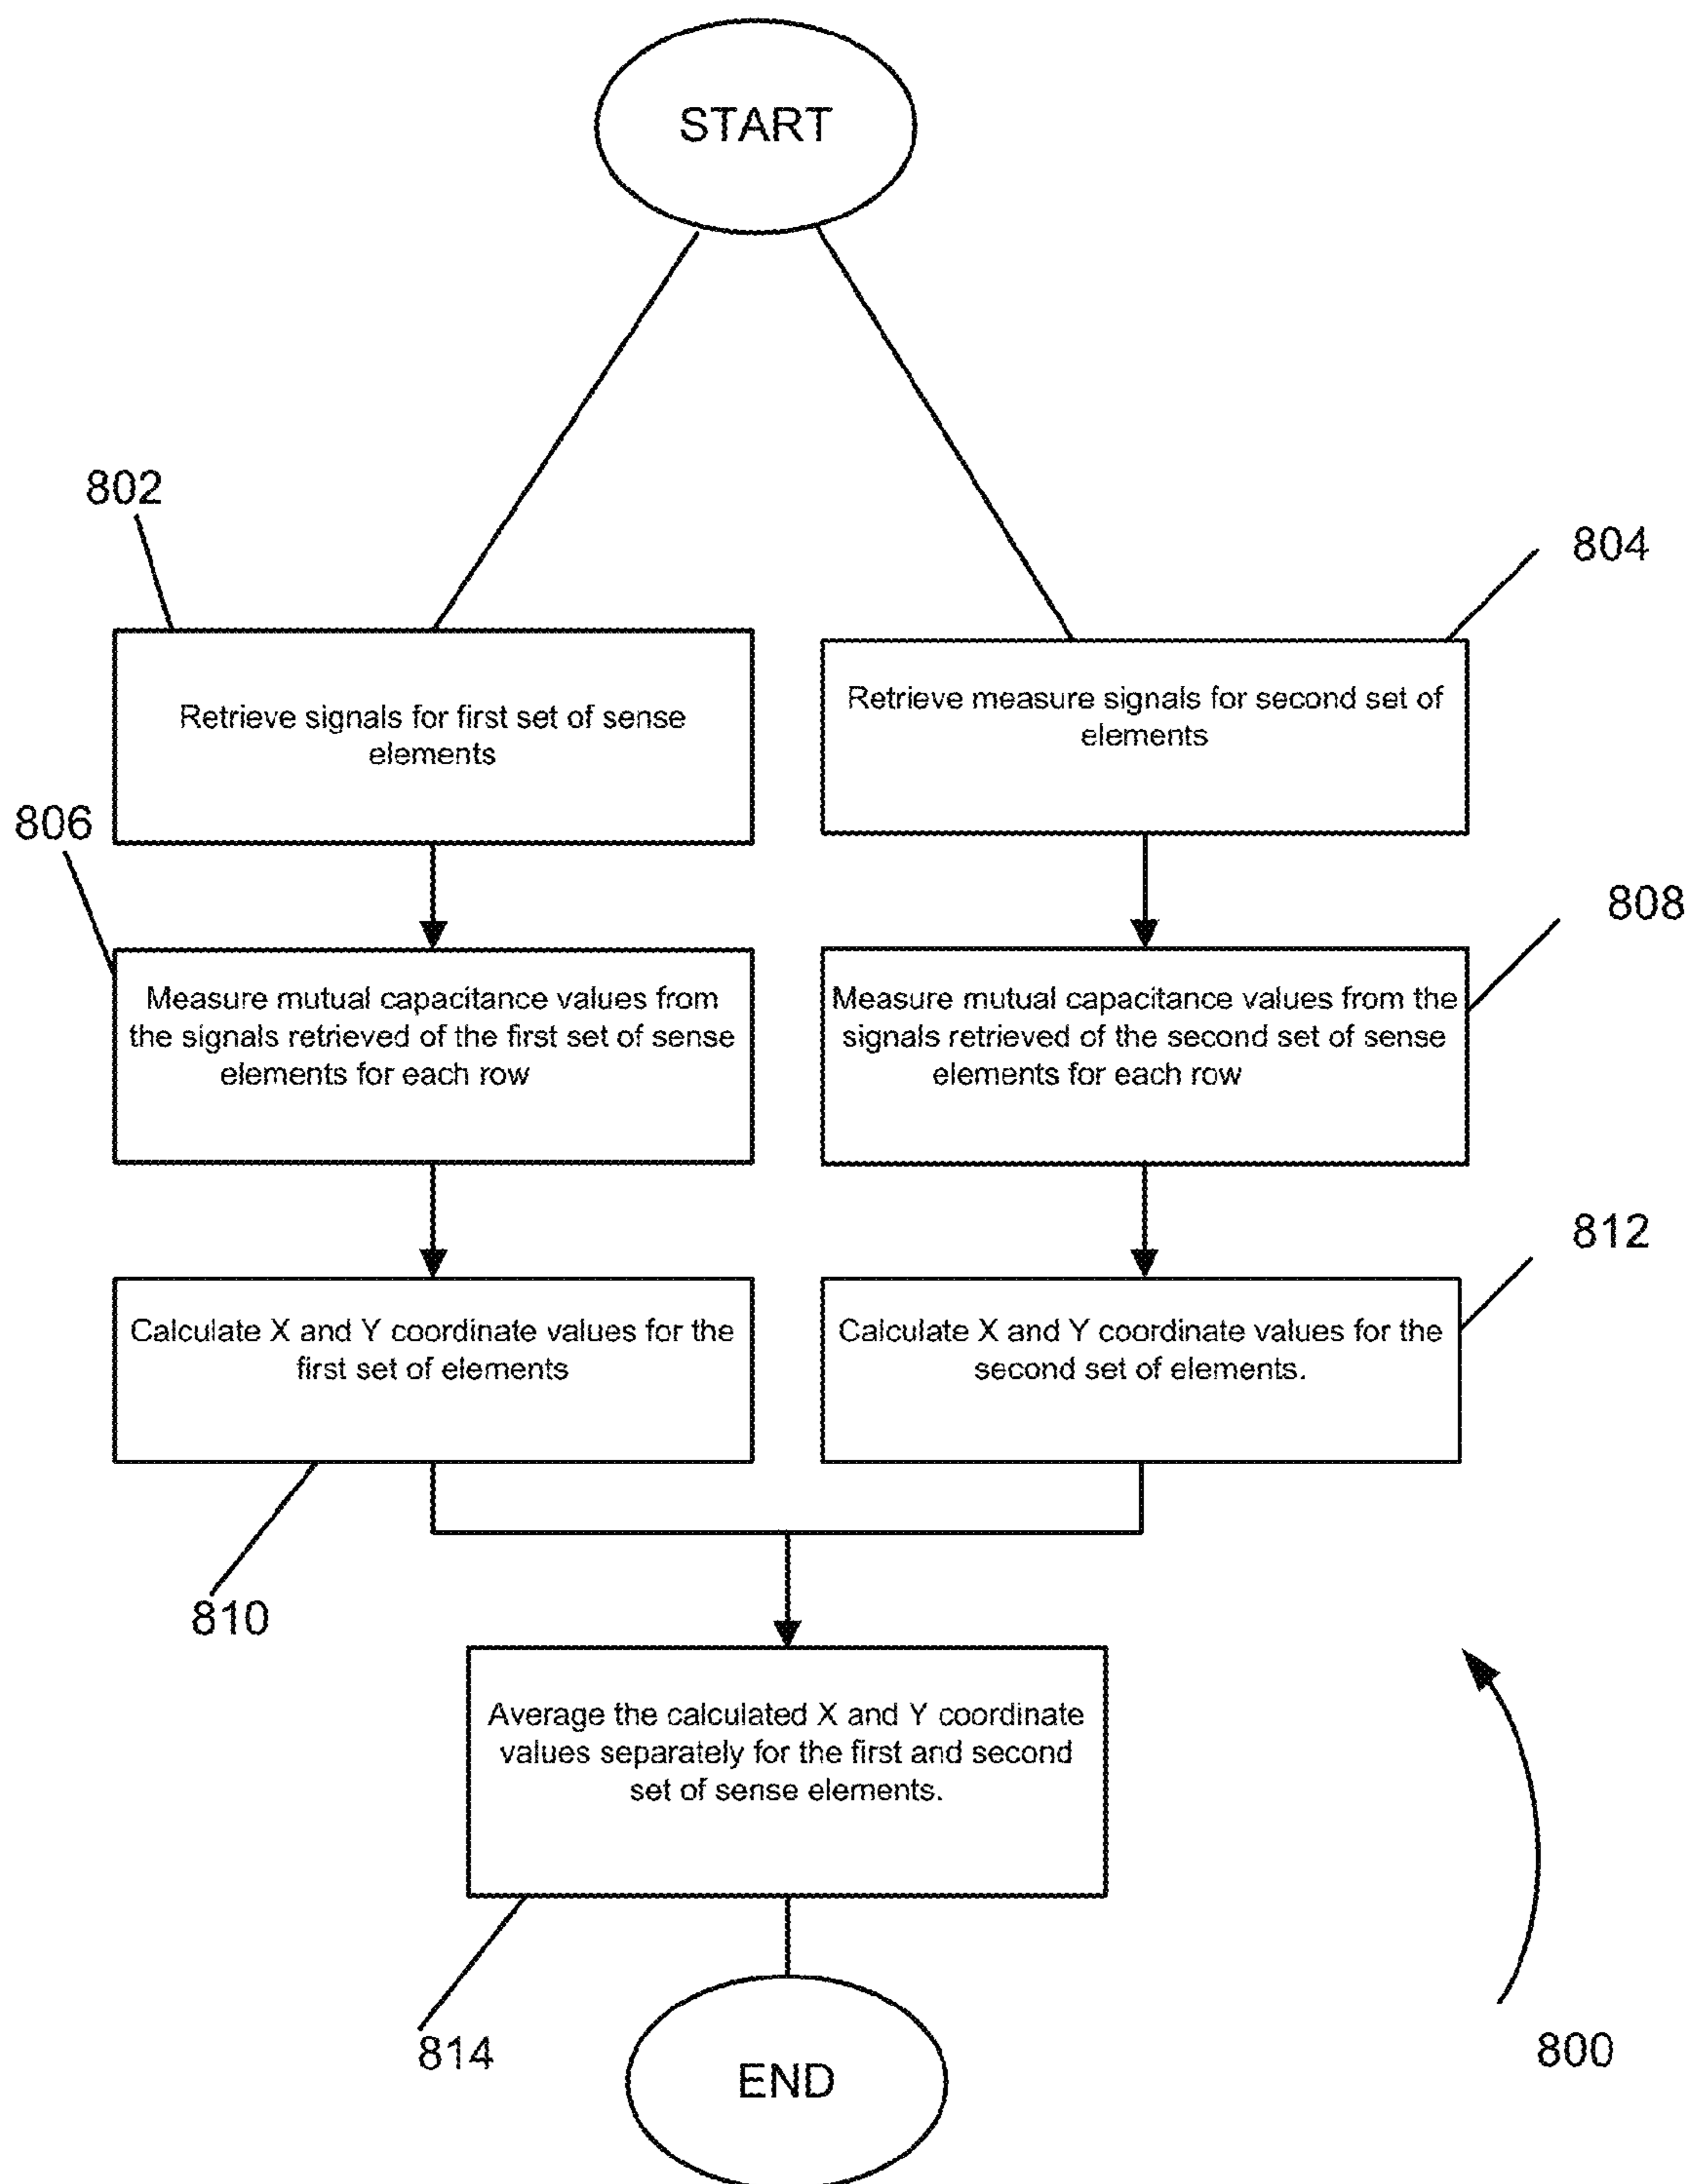 START
802
804
Retrieve signals for first set of sense
elements
Retrieve measure signals for second set of
elements
806
808
Measure mutual capacitance values from
the signals retrieved of the first set of sense
elements for each row
Measure mutual capacitance values from the
signals retrieved of the second set of sense
elements for each row
812
Calculate X and Y coordinate values for the
first set of elements
Calculate X and Y coordinate values for the
second set of elements.
810
Average the calculated X and Y coordinate
values separately for the first and second
set of sense elements.
814
800
END